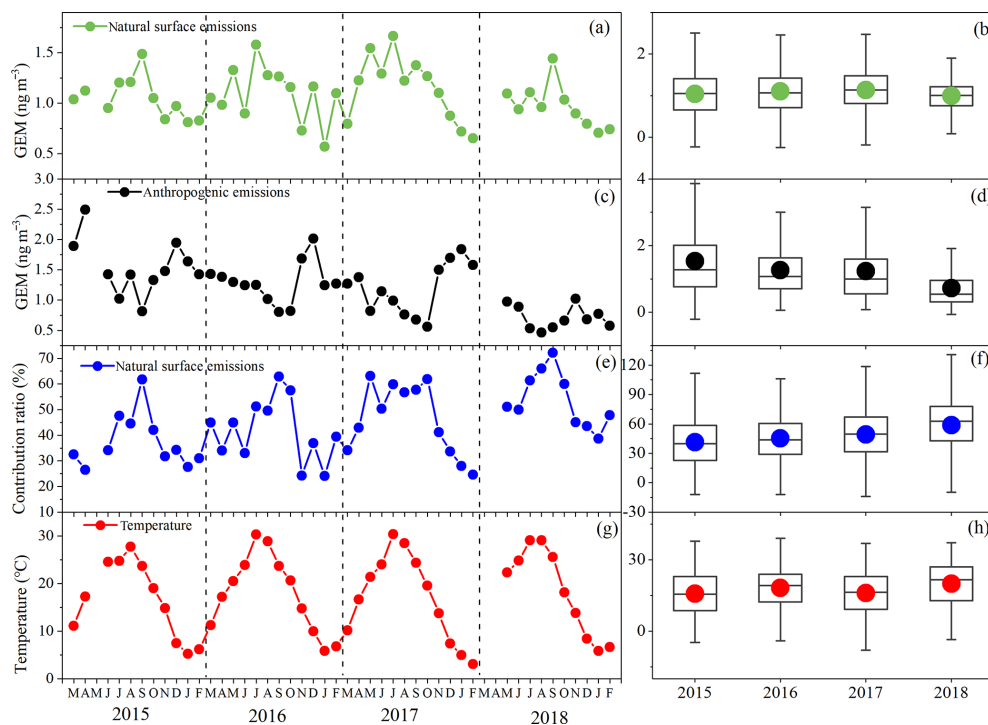 Natural surface emissions
(a)
(b)
GEM (ng m⁻³)
1.5
1.0
0.5
2
0
Anthropogenic emissions
(c)
(d)
GEM (ng m⁻³)
3.0
2.5
2.0
1.5
1.0
0.5
4
2
0
Natural surface emissions
(e)
(f)
Contribution ratio (%)
70
60
50
40
30
20
10
120
90
60
30
0
-30
Temperature
(g)
(h)
Temperature (°C)
30
20
10
0
30
0
M A M J J A S O N D J F M A M J J A S O N D J F M A M J J A S O N D J F M A M J J A S O N D J F
2015 2016 2017 2018
2015 2016 2017 2018